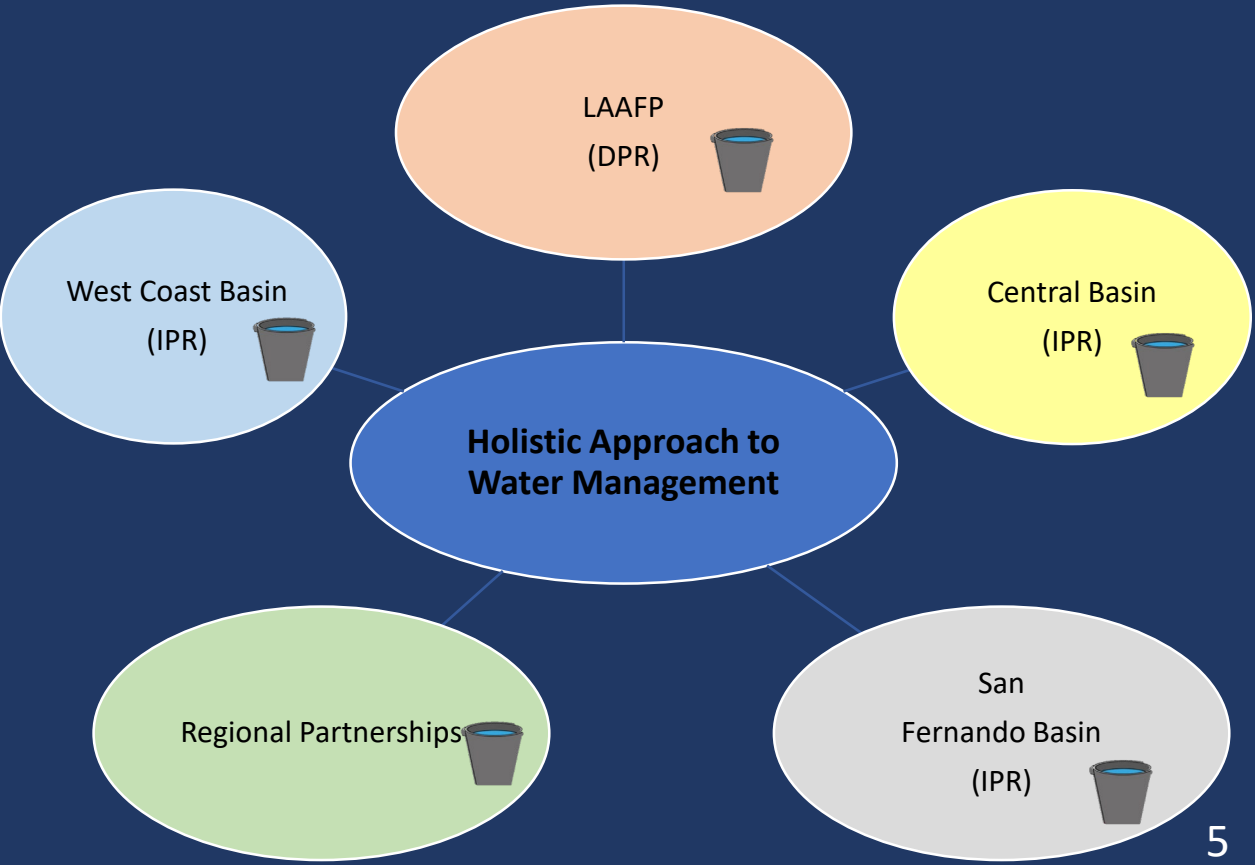 LAAFP
(DPR)
West Coast Basin
(IPR)
Central Basin
(IPR)
Holistic Approach to
Water Management
Regional Partnerships
San
Fernando Basin
(IPR)
5